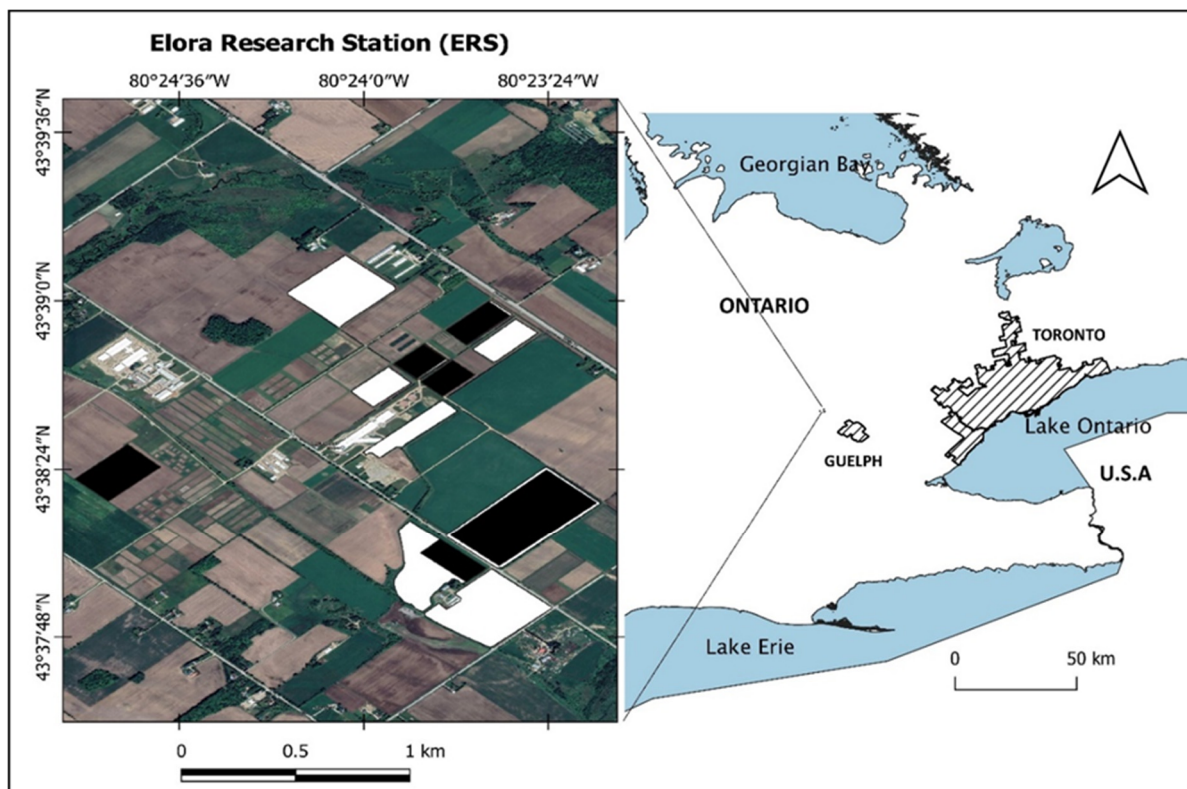 Elora Research Station (ERS)
80°24’36”W 80°24’0”W 80°23’24”W
43°39’36”N
43°39’0”N
43°38’24”N
43°37’48”N
0 0.5 1 km
Georgian Bay
ONTARIO
TORONTO
Lake Ontario
GUELPH
U.S.A
Lake Erie
0 50 km